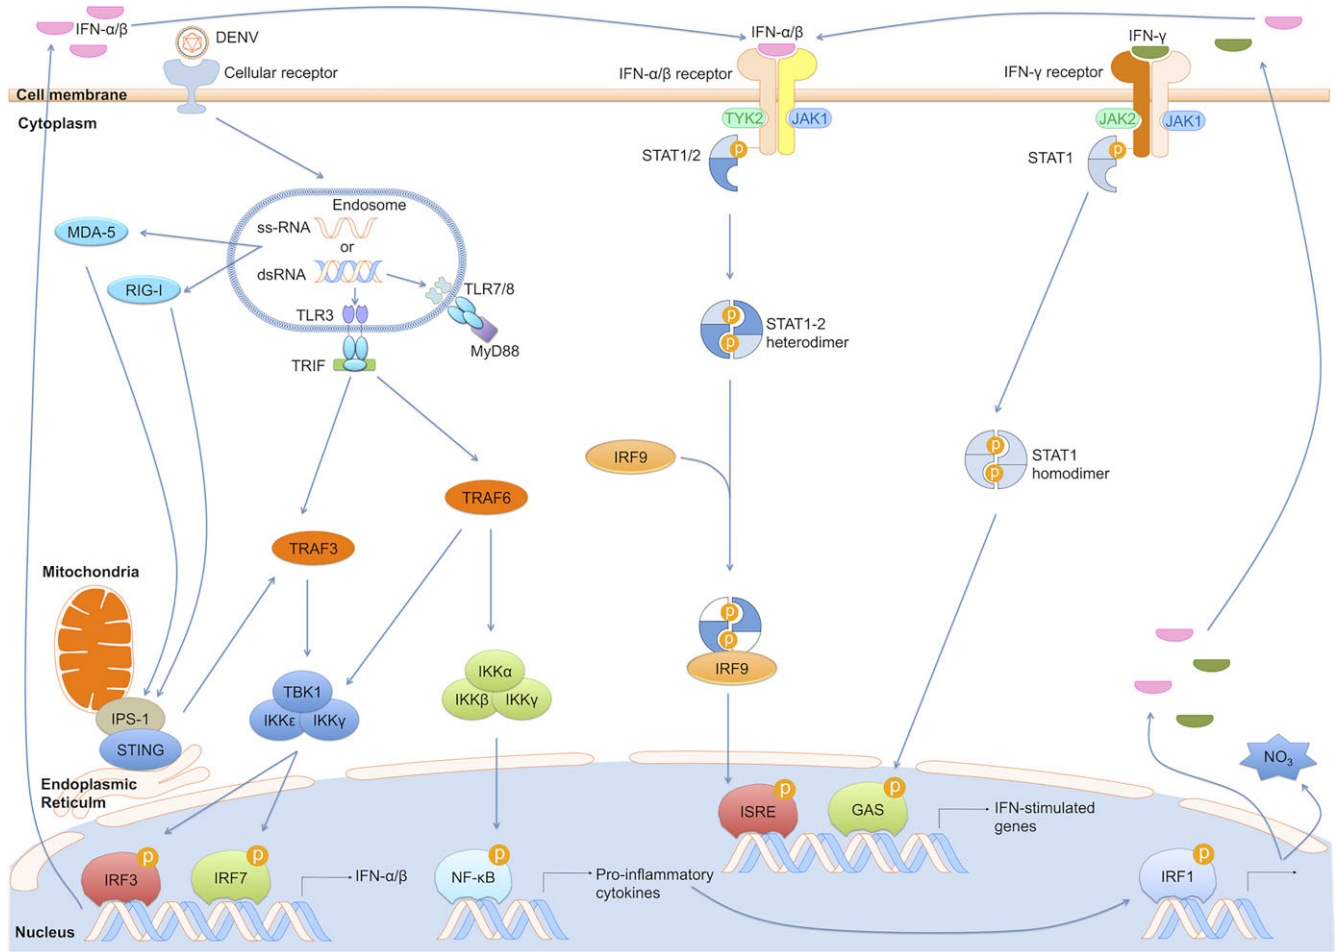 IFN-α/β
DENV
Cellular receptor
IFN-α/β
IFN-α/β receptor
IFN-γ
IFN-γ receptor
Cell membrane
Cytoplasm
TYK2
JAK1
JAK2
JAK1
STAT1/2
p
STAT1
p
Endosome
ss-RNA
or
dsRNA
MDA-5
RIG-I
TLR7/8
TLR3
MyD88
TRIF
p
STAT1-2
heterodimer
p
IRF9
p
STAT1
homodimer
p
TRAF6
TRAF3
Mitochondria
p
p
IRF9
IKKα
IKKβ
IKKγ
TBK1
IKKε
IKKγ
IPS-1
STING
Endoplasmic
Reticulm
NO3
p
ISRE
p
GAS
IFN-stimulated
genes
p
IRF3
p
IRF7
IFN-α/β
p
NF-κB
Pro-inflammatory
cytokines
p
IRF1
Nucleus